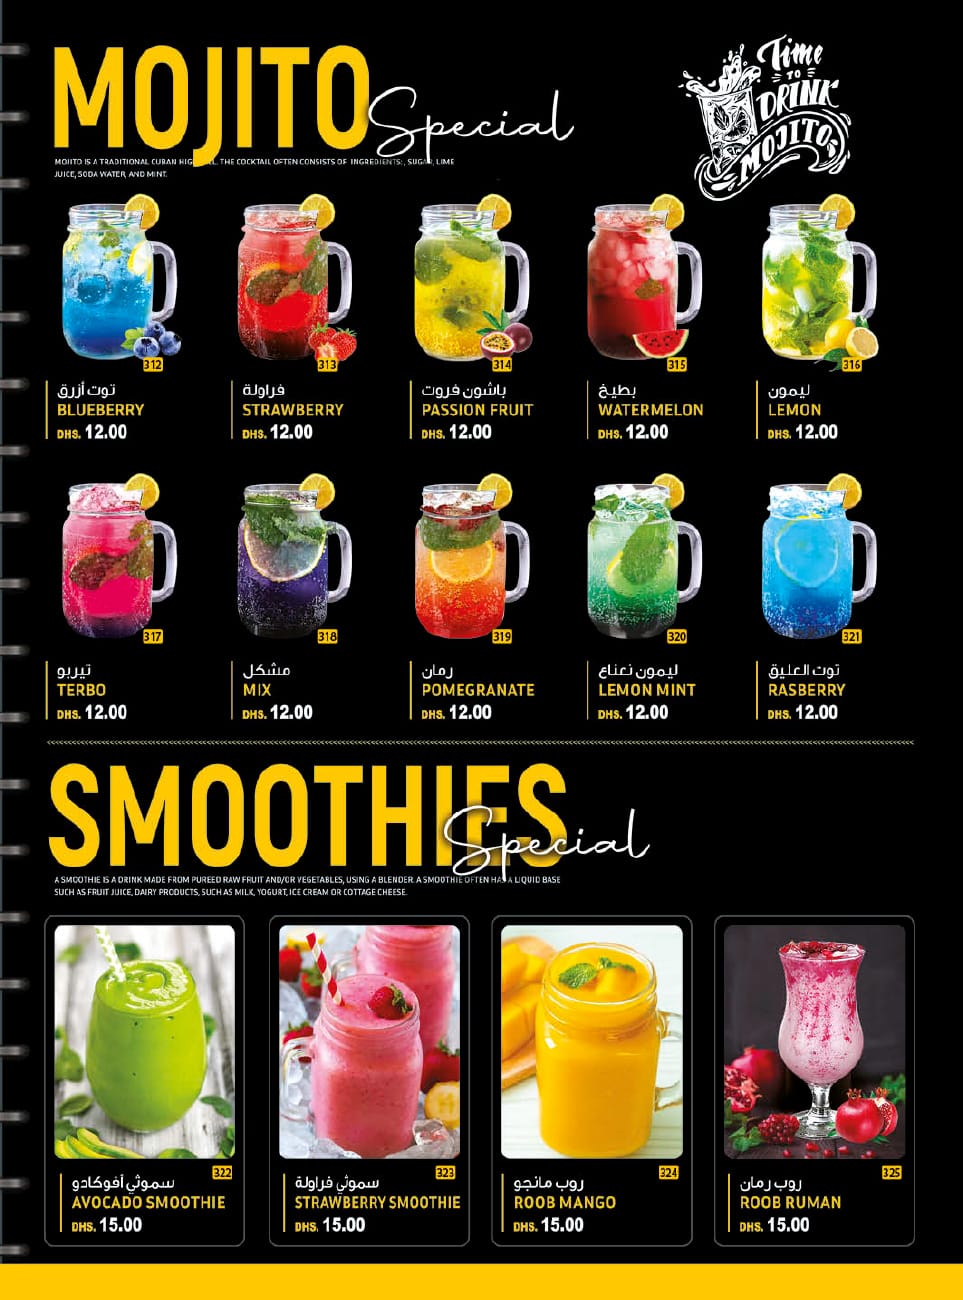 MOJITO
Special
Time
TO
DRINK
MOJITO
MOJITO IS A TRADITIONAL CUBAN THE COCKTAIL OFTEN CONSISTS OF INGREDIENTS:, SUGAR, LIME
JUICE, SODA WATER, AND MINT.
312
313
314
315
316
توت أزرق
BLUEBERRY
DHS. 12.00
فراولة
STRAWBERRY
DHS. 12.00
باشون فروت
PASSION FRUIT
DHS. 12.00
بطيخ
WATERMELON
DHS. 12.00
ليمون
LEMON
DHS. 12.00
317
318
319
320
321
تيربو
TERBO
DHS. 12.00
مشكل
MIX
DHS. 12.00
رمان
POMEGRANATE
DHS. 12.00
ليمون نعناع
LEMON MINT
DHS. 12.00
توت العليق
RASBERRY
DHS. 12.00
SMOOTHIES
Special
A SMOOTHIE IS A DRINK MADE FROM PUREED RAW FRUIT AND/OR VEGETABLES, USING A BLENDER. A SMOOTHIE OFTEN HAS A LIQUID BASE
SUCH AS FRUIT JUICE, DAIRY PRODUCTS, SUCH AS MILK, YOGURT, ICE CREAM OR COTTAGE CHEESE.
322
سموثي أفوكادو
AVOCADO SMOOTHIE
DHS. 15.00
323
سموثي فراولة
STRAWBERRY SMOOTHIE
DHS. 15.00
324
روب مانجو
ROOB MANGO
DHS. 15.00
325
روب رمان
ROOB RUMAN
DHS. 15.00